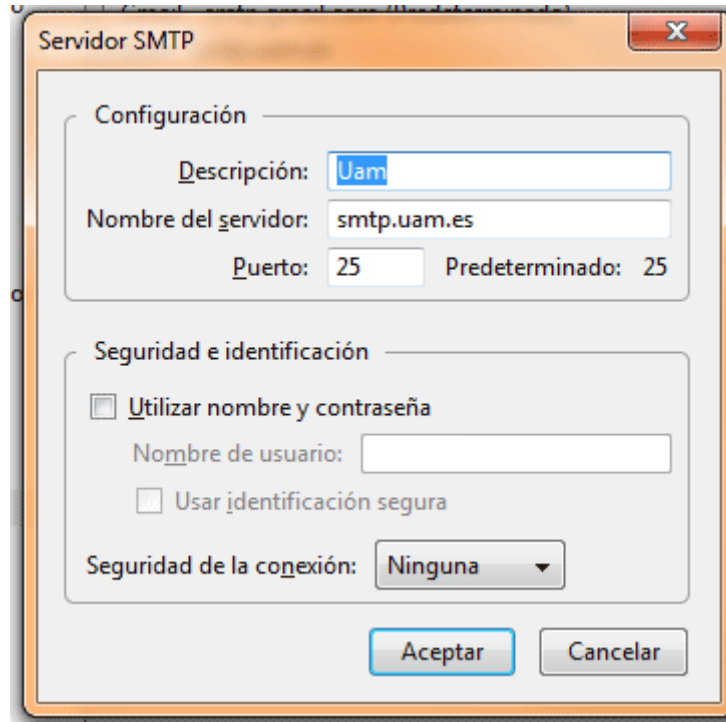 Servidor SMTP
Configuración
Descripción: Uam
Nombre del servidor: smtp.uam.es
Puerto: 25 Predeterminado: 25
Seguridad e identificación
Utilizar nombre y contraseña
Nombre de usuario:
Usar identificación segura
Seguridad de la conexión: Ninguna
Aceptar Cancelar